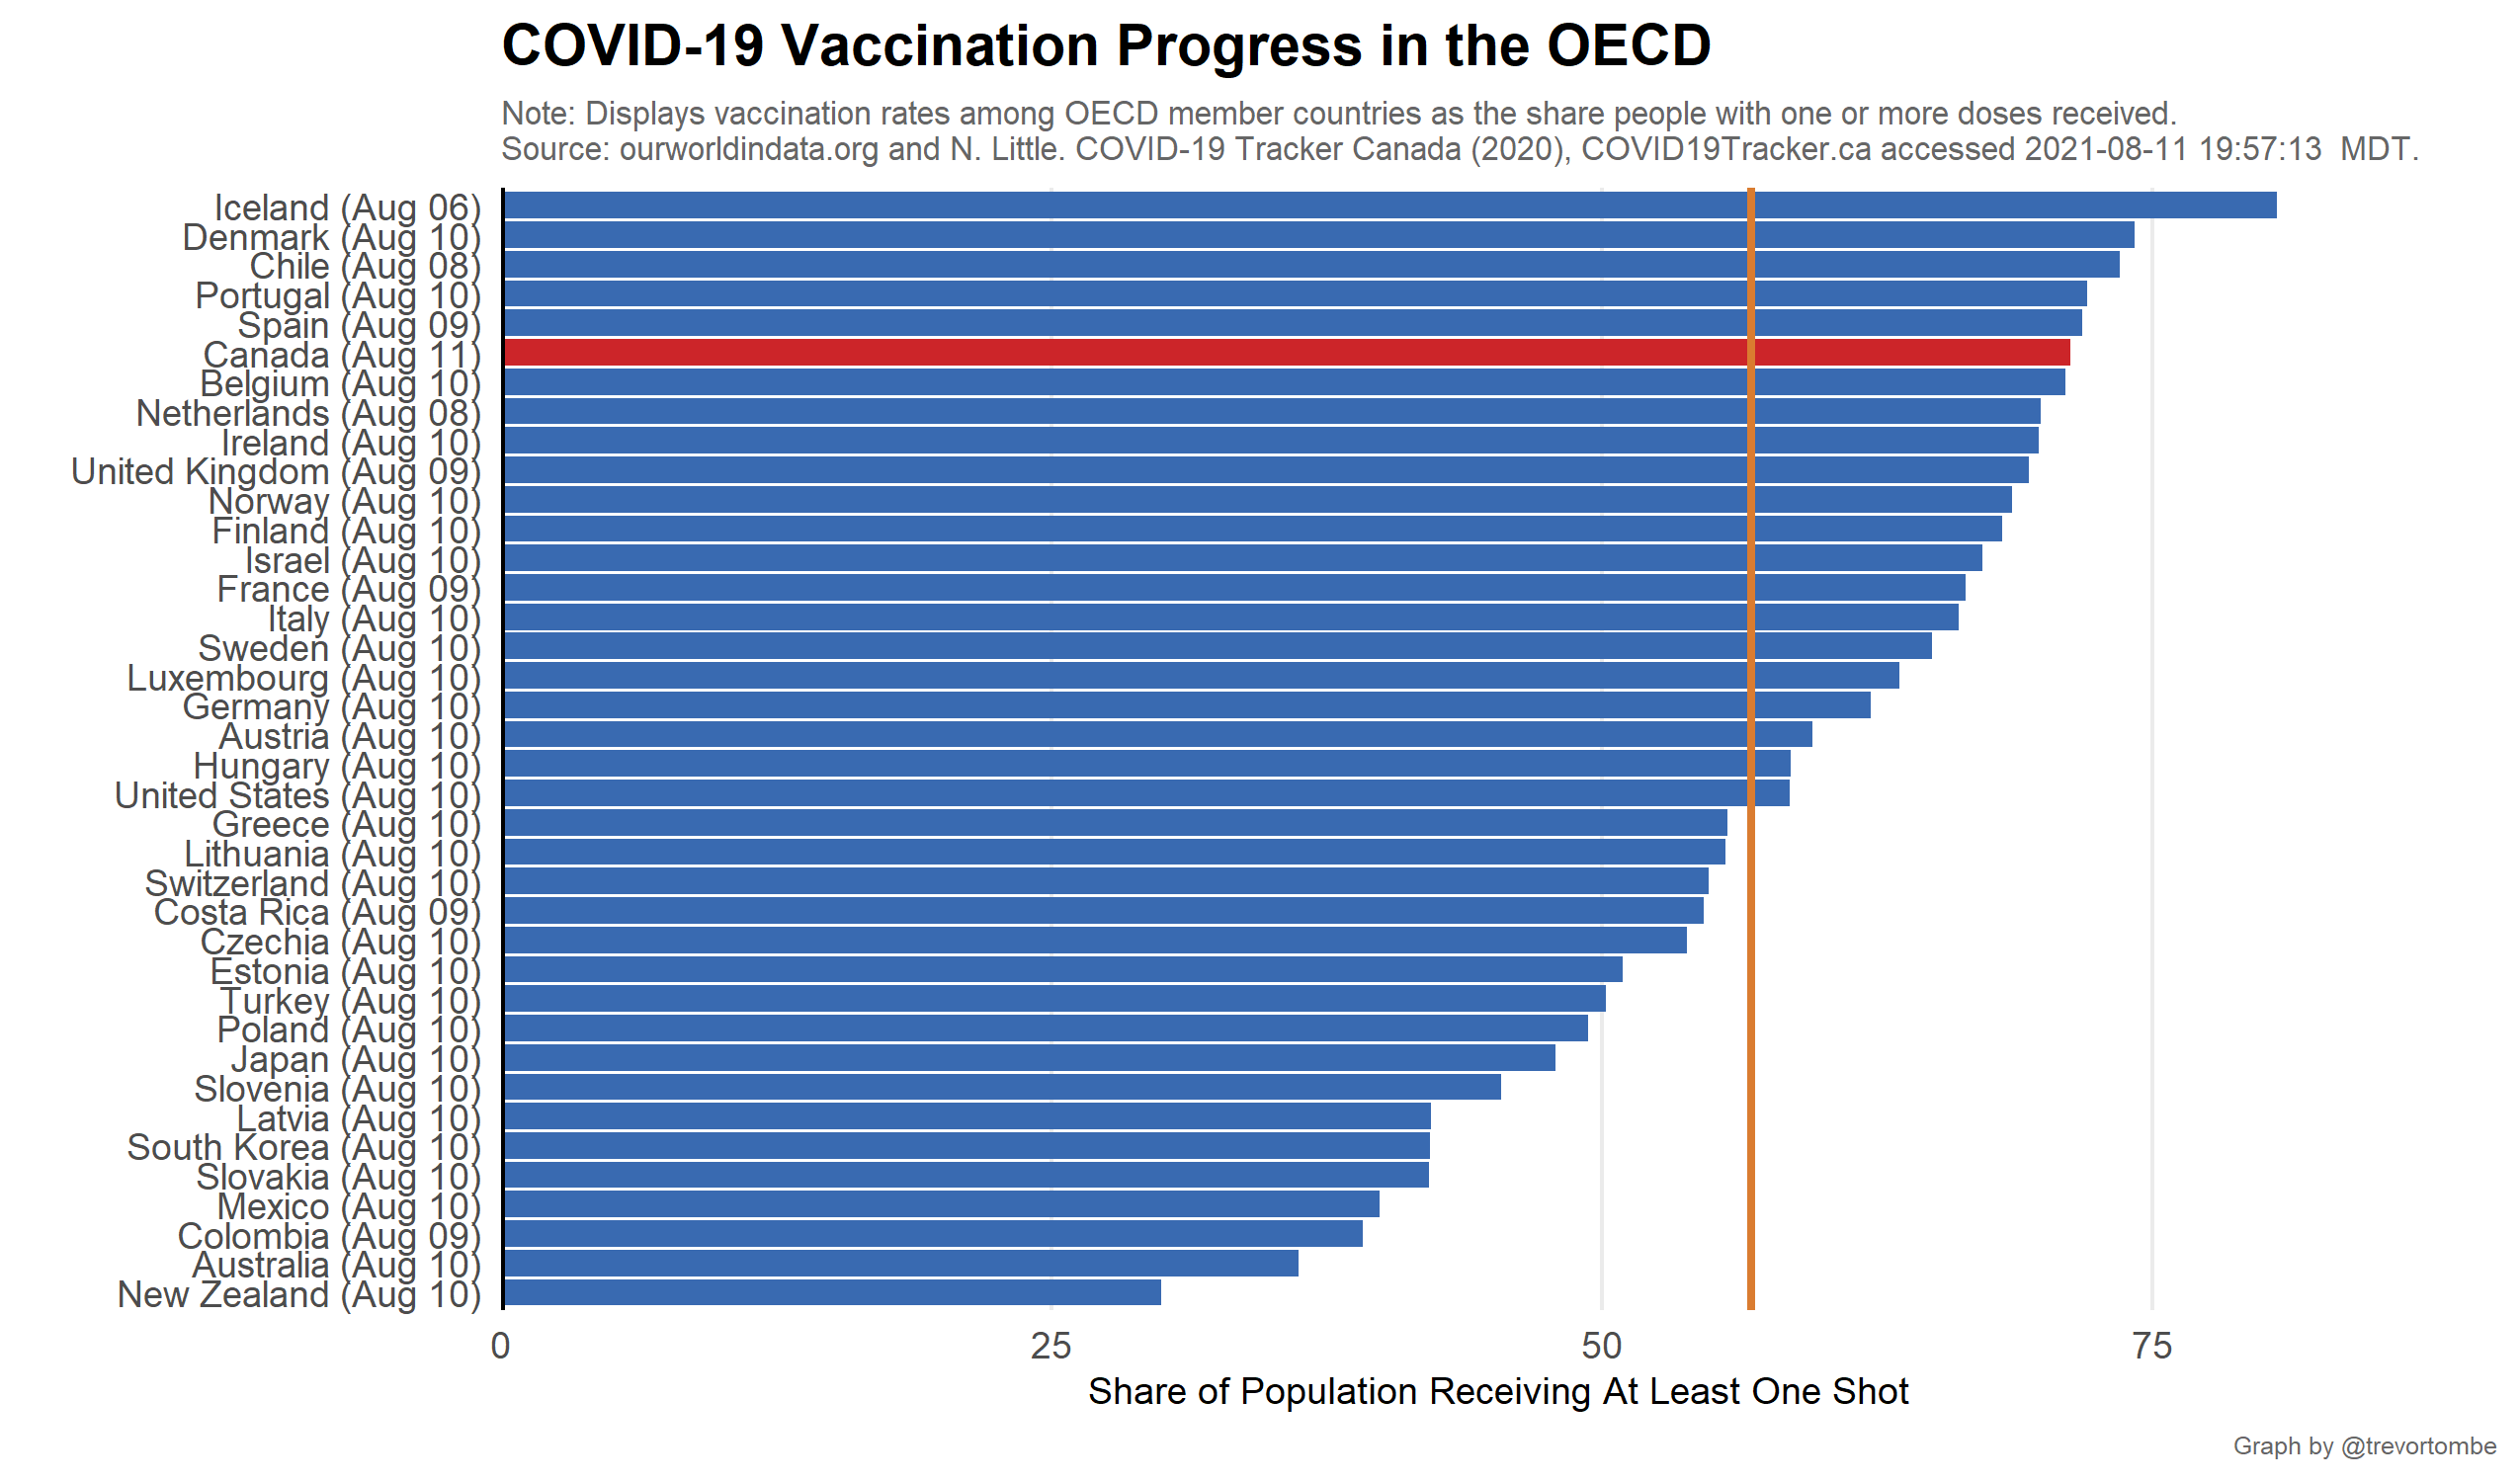 COVID-19 Vaccination Progress in the OECD
Note: Displays vaccination rates among OECD member countries as the share people with one or more doses received.
Source: ourworldindata.org and N. Little. COVID-19 Tracker Canada (2020), COVID19Tracker.ca accessed 2021-08-11 19:57:13  MDT.
Iceland (Aug 06)
Denmark (Aug 10)
Chile (Aug 08)
Portugal (Aug 10)
Spain (Aug 09)
Canada (Aug 11)
Belgium (Aug 10)
Netherlands (Aug 08)
Ireland (Aug 10)
United Kingdom (Aug 09)
Norway (Aug 10)
Finland (Aug 10)
Israel (Aug 10)
France (Aug 09)
Italy (Aug 10)
Sweden (Aug 10)
Luxembourg (Aug 10)
Germany (Aug 10)
Austria (Aug 10)
Hungary (Aug 10)
United States (Aug 10)
Greece (Aug 10)
Lithuania (Aug 10)
Switzerland (Aug 10)
Costa Rica (Aug 09)
Czechia (Aug 10)
Estonia (Aug 10)
Turkey (Aug 10)
Poland (Aug 10)
Japan (Aug 10)
Slovenia (Aug 10)
Latvia (Aug 10)
South Korea (Aug 10)
Slovakia (Aug 10)
Mexico (Aug 10)
Colombia (Aug 09)
Australia (Aug 10)
New Zealand (Aug 10)
0 25 50 75
Share of Population Receiving At Least One Shot
Graph by @trevortombe